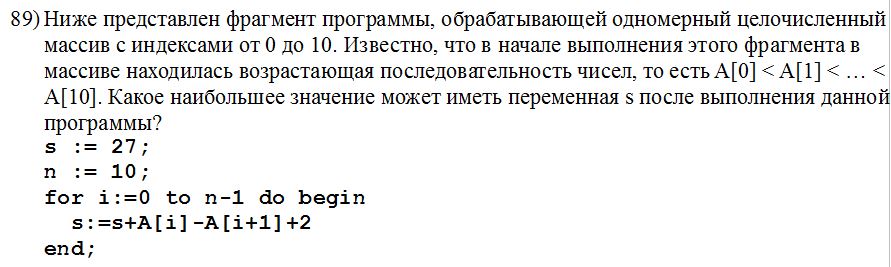 89) Ниже представлен фрагмент программы, обрабатывающей одномерный целочисленный
массив с индексами от 0 до 10. Известно, что в начале выполнения этого фрагмента в
массиве находилась возрастающая последовательность чисел, то есть A[0] < A[1] < … <
A[10]. Какое наибольшее значение может иметь переменная s после выполнения данной
программы?
s := 27;
n := 10;
for i:=0 to n-1 do begin
s:=s+A[i]-A[i+1]+2
end;